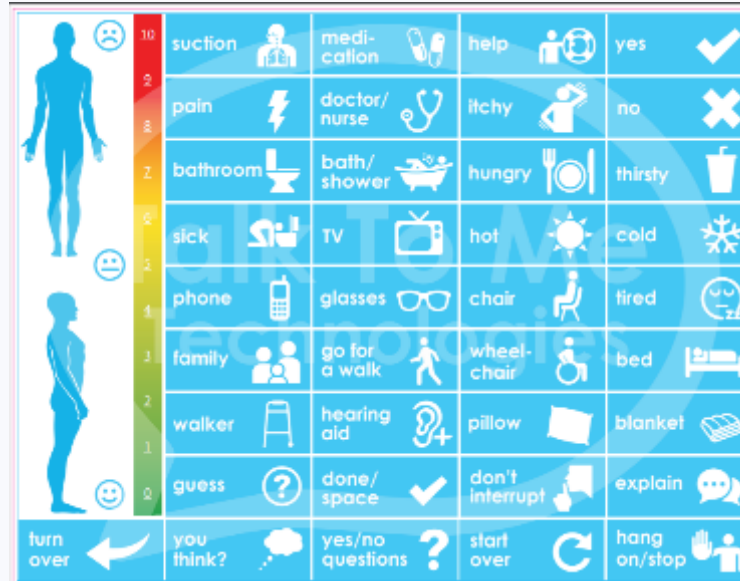 10
suction
medi-
cation
help
yes
9
pain
doctor/
nurse
itchy
no
8
7
bathroom
bath/
shower
hungry
thirsty
6
sick
TV
hot
cold
5
phone
glasses
chair
tired
4
3
family
go for
a walk
wheel-
chair
bed
2
walker
hearing
aid
pillow
blanket
1
guess
done/
space
don't
interrupt
explain
0
turn
over
you
think?
yes/no
questions
start
over
hang
on/stop
Talk To Me
Technologies